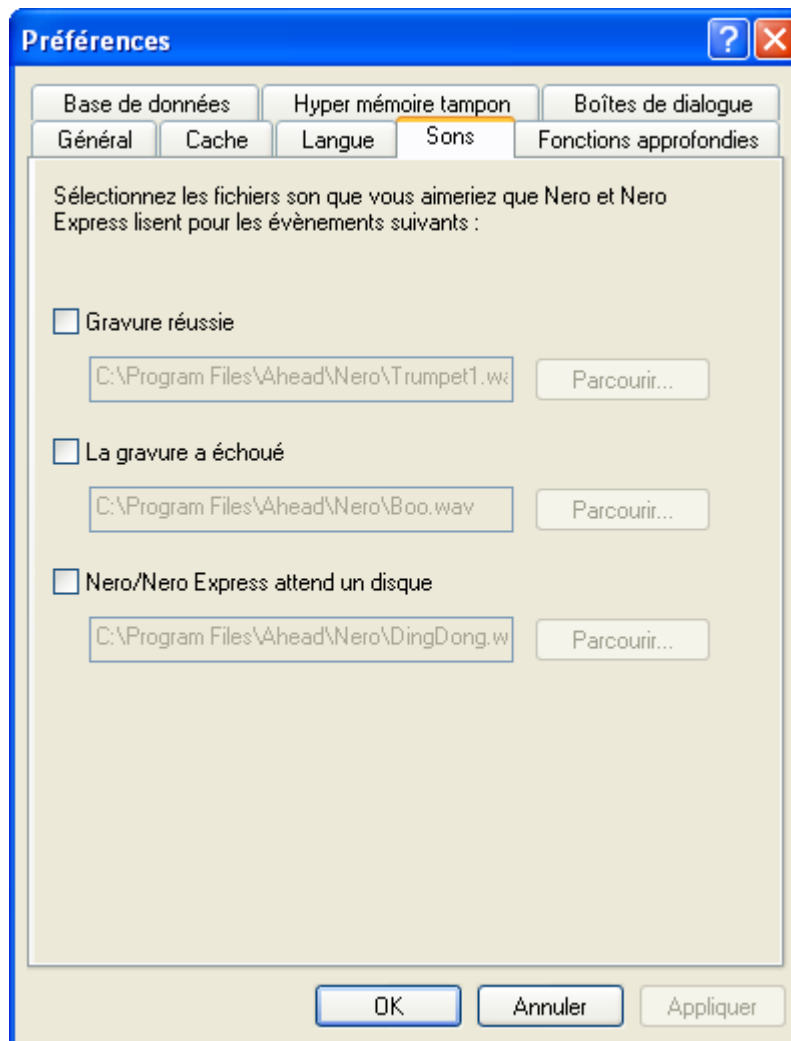 Préférences
Base de données Hyper mémoire tampon Boîtes de dialogue
Général Cache Langue Sons Fonctions approfondies
Sélectionnez les fichiers son que vous aimeriez que Nero et Nero
Express lisent pour les évènements suivants :
Gravure réussie
C:\Program Files\Ahead\Nero\Trumpet1.wa Parcourir...
La gravure a échoué
C:\Program Files\Ahead\Nero\Boo.wav Parcourir...
Nero/Nero Express attend un disque
C:\Program Files\Ahead\Nero\DingDong.w Parcourir...
OK Annuler Appliquer